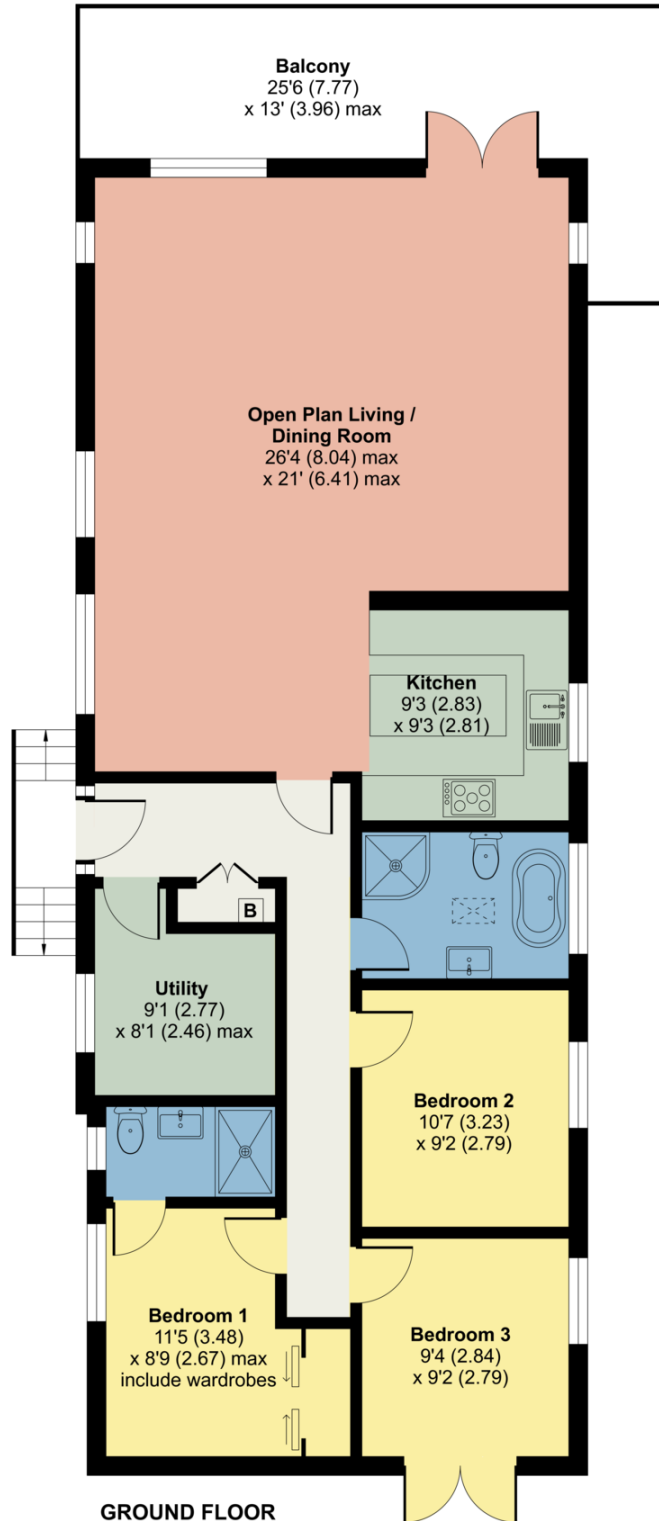 Balcony
25'6 (7.77)
x 13' (3.96) max
Open Plan Living /
Dining Room
26'4 (8.04) max
x 21' (6.41) max
Kitchen
9'3 (2.83)
x 9'3 (2.81)
B
Utility
9'1 (2.77)
x 8'1 (2.46) max
Bedroom 2
10'7 (3.23)
x 9'2 (2.79)
Bedroom 1
11'5 (3.48)
x 8'9 (2.67) max
include wardrobes
Bedroom 3
9'4 (2.84)
x 9'2 (2.79)
GROUND FLOOR